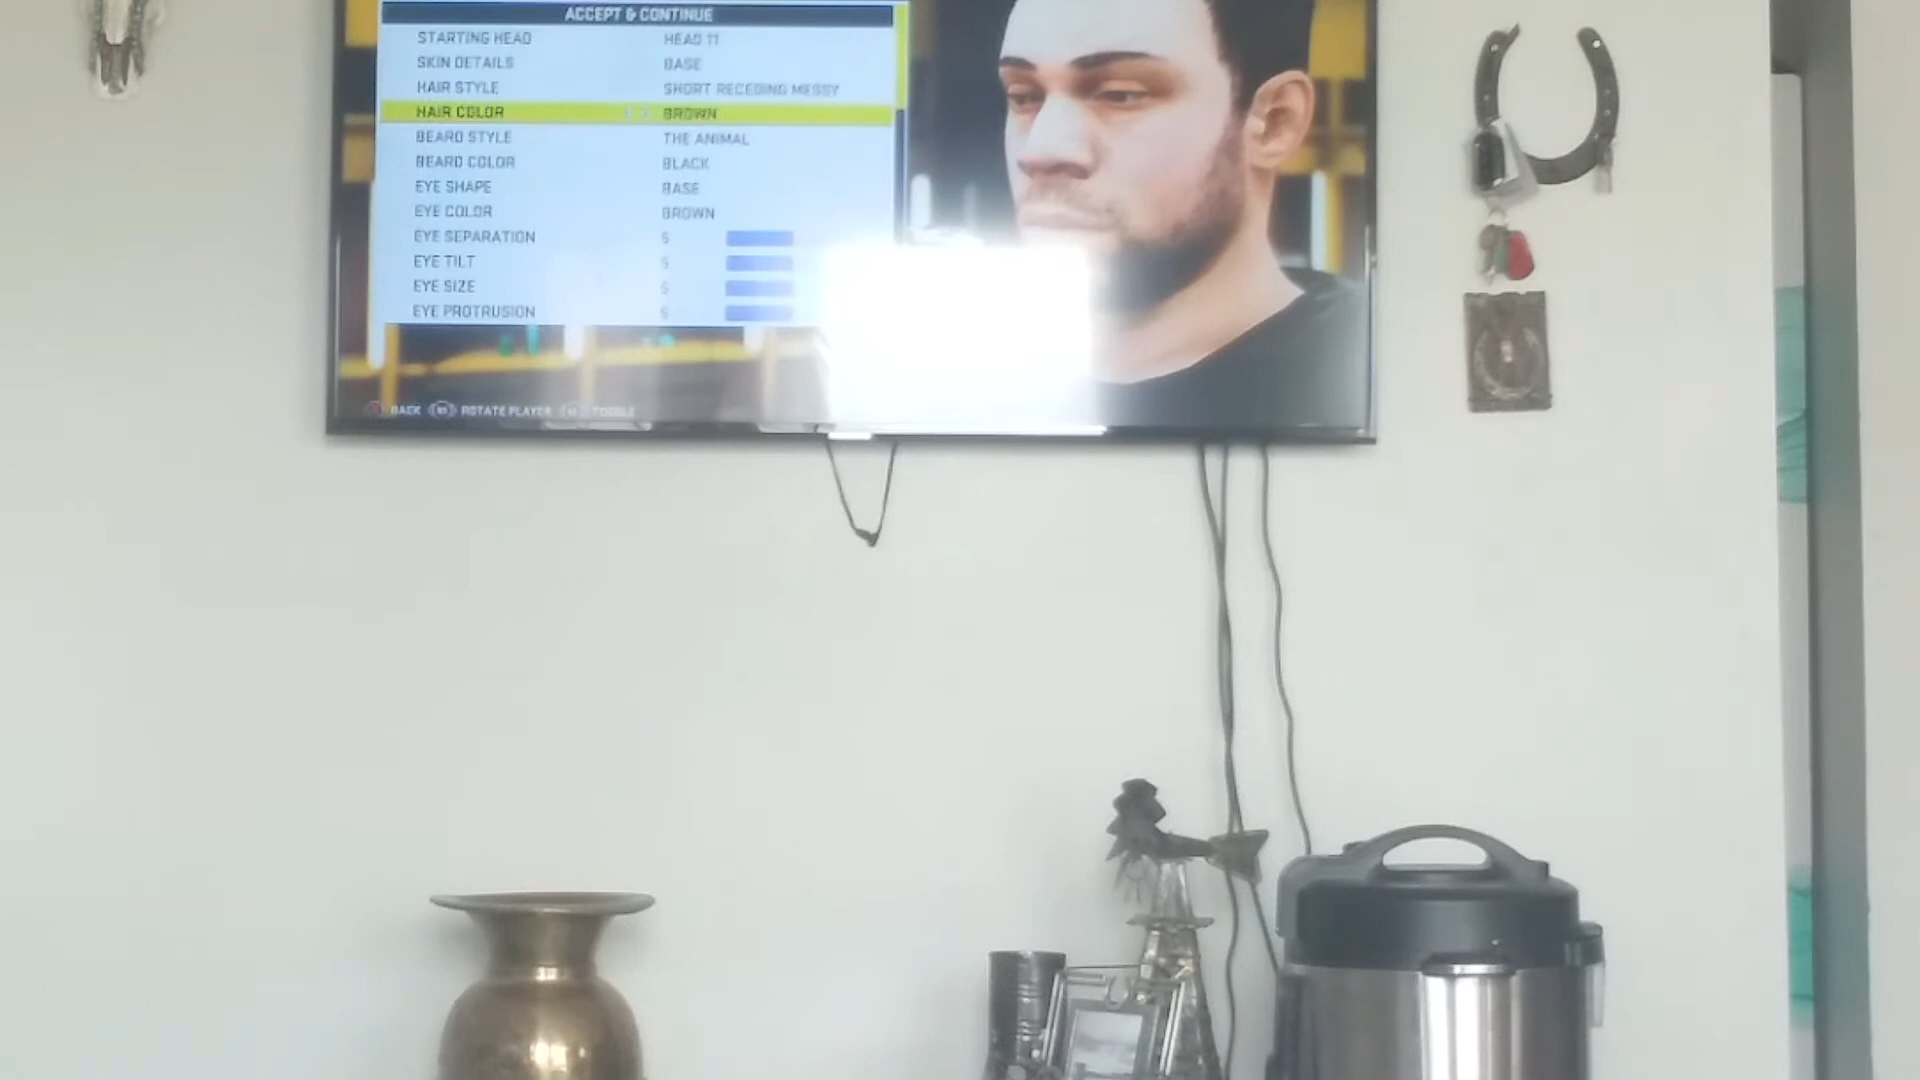 ACCEPT & CONTINUE
STARTING HEAD HEAD 11
SKIN DETAILS BASE
HAIR STYLE SHORT RECEDING MESSY
HAIR COLOR BROWN
BEARD STYLE THE ANIMAL
BEARD COLOR BLACK
EYE SHAPE BASE
EYE COLOR BROWN
EYE SEPARATION 5
EYE TILT 5
EYE SIZE 5
EYE PROTRUSION 5
BACK ROTATE PLAYER TOGGLE